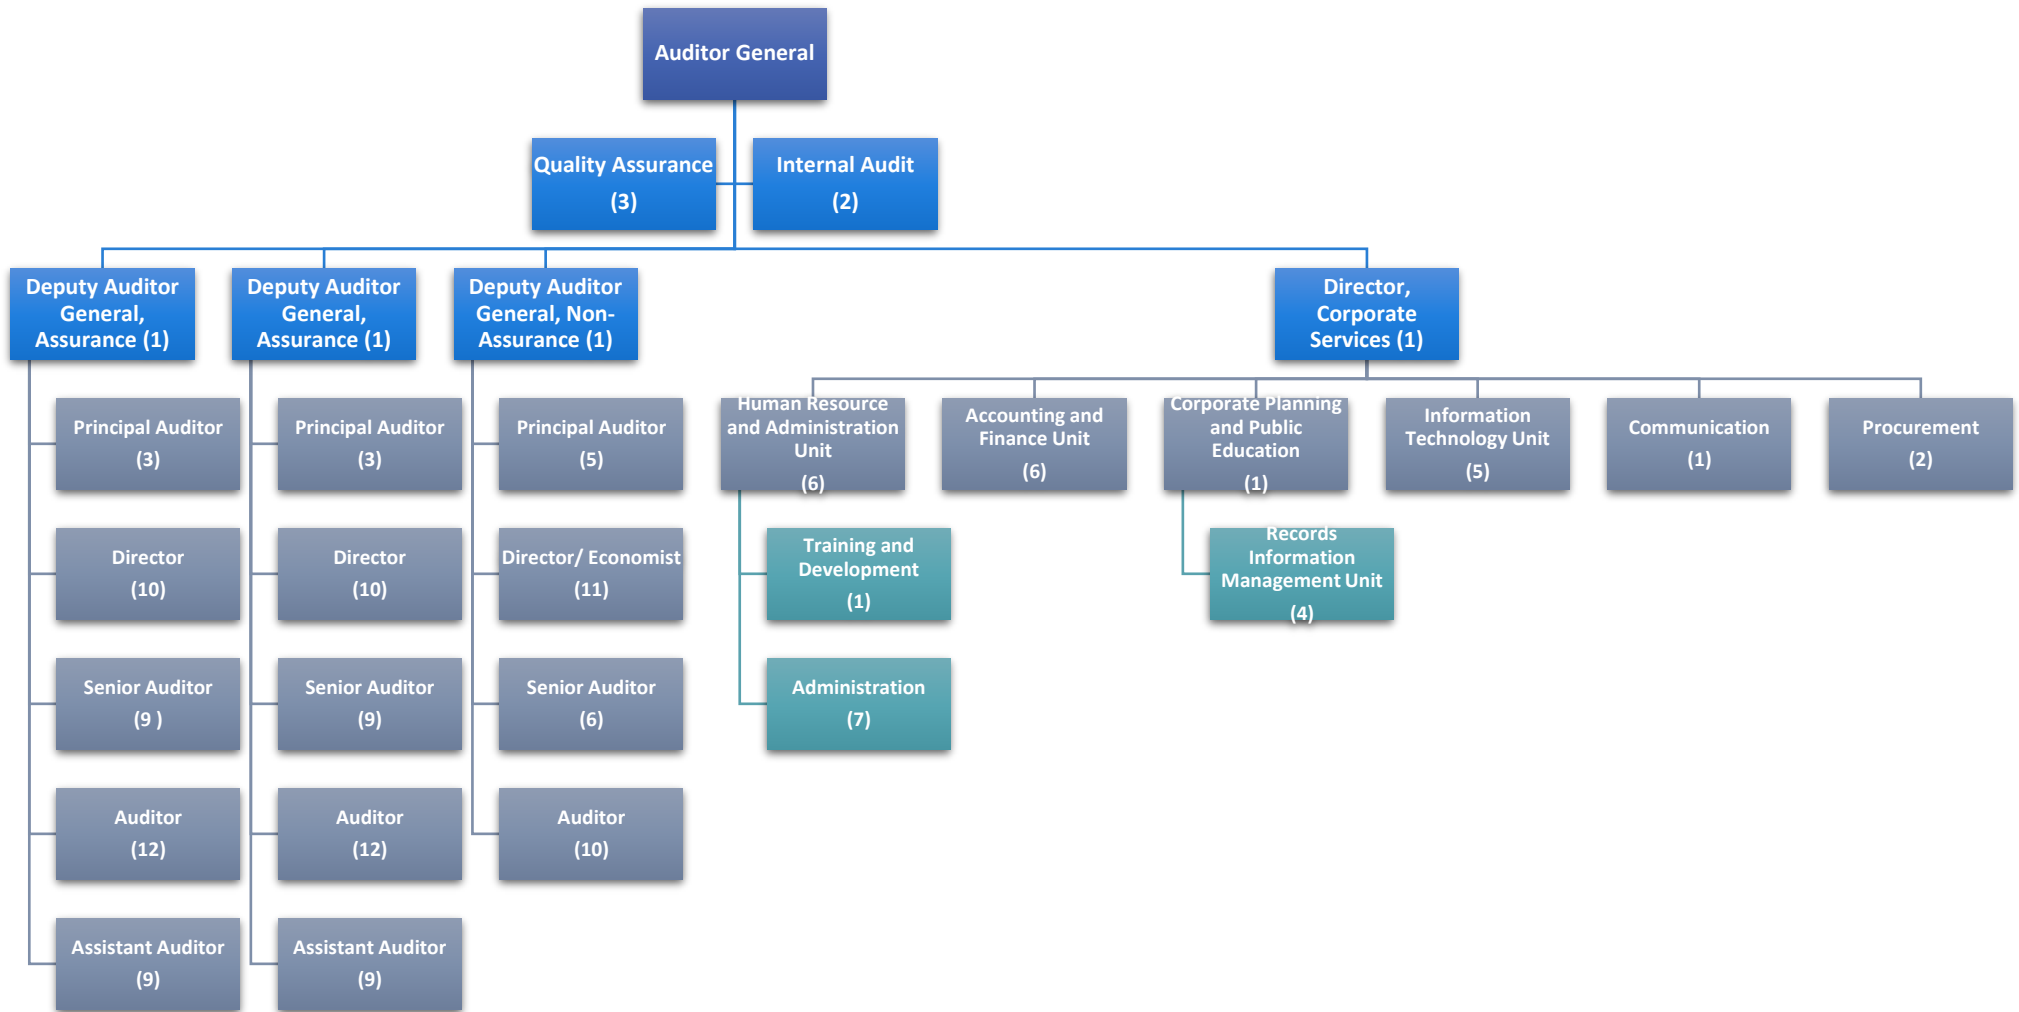 Auditor General
Quality Assurance
(3)
Internal Audit
(2)
Deputy Auditor
General,
Assurance (1)
Deputy Auditor
General,
Assurance (1)
Deputy Auditor
General, Non-
Assurance (1)
Director,
Corporate
Services (1)
Principal Auditor
(3)
Director
(10)
Senior Auditor
(9 )
Auditor
(12)
Assistant Auditor
(9)
Principal Auditor
(3)
Director
(10)
Senior Auditor
(9)
Auditor
(12)
Assistant Auditor
(9)
Principal Auditor
(5)
Director/ Economist
(11)
Senior Auditor
(6)
Auditor
(10)
Human Resource
and Administration
Unit
(6)
Training and
Development
(1)
Administration
(7)
Accounting and
Finance Unit
(6)
Corporate Planning
and Public
Education
(1)
Records
Information
Management Unit
(4)
Information
Technology Unit
(5)
Communication
(1)
Procurement
(2)